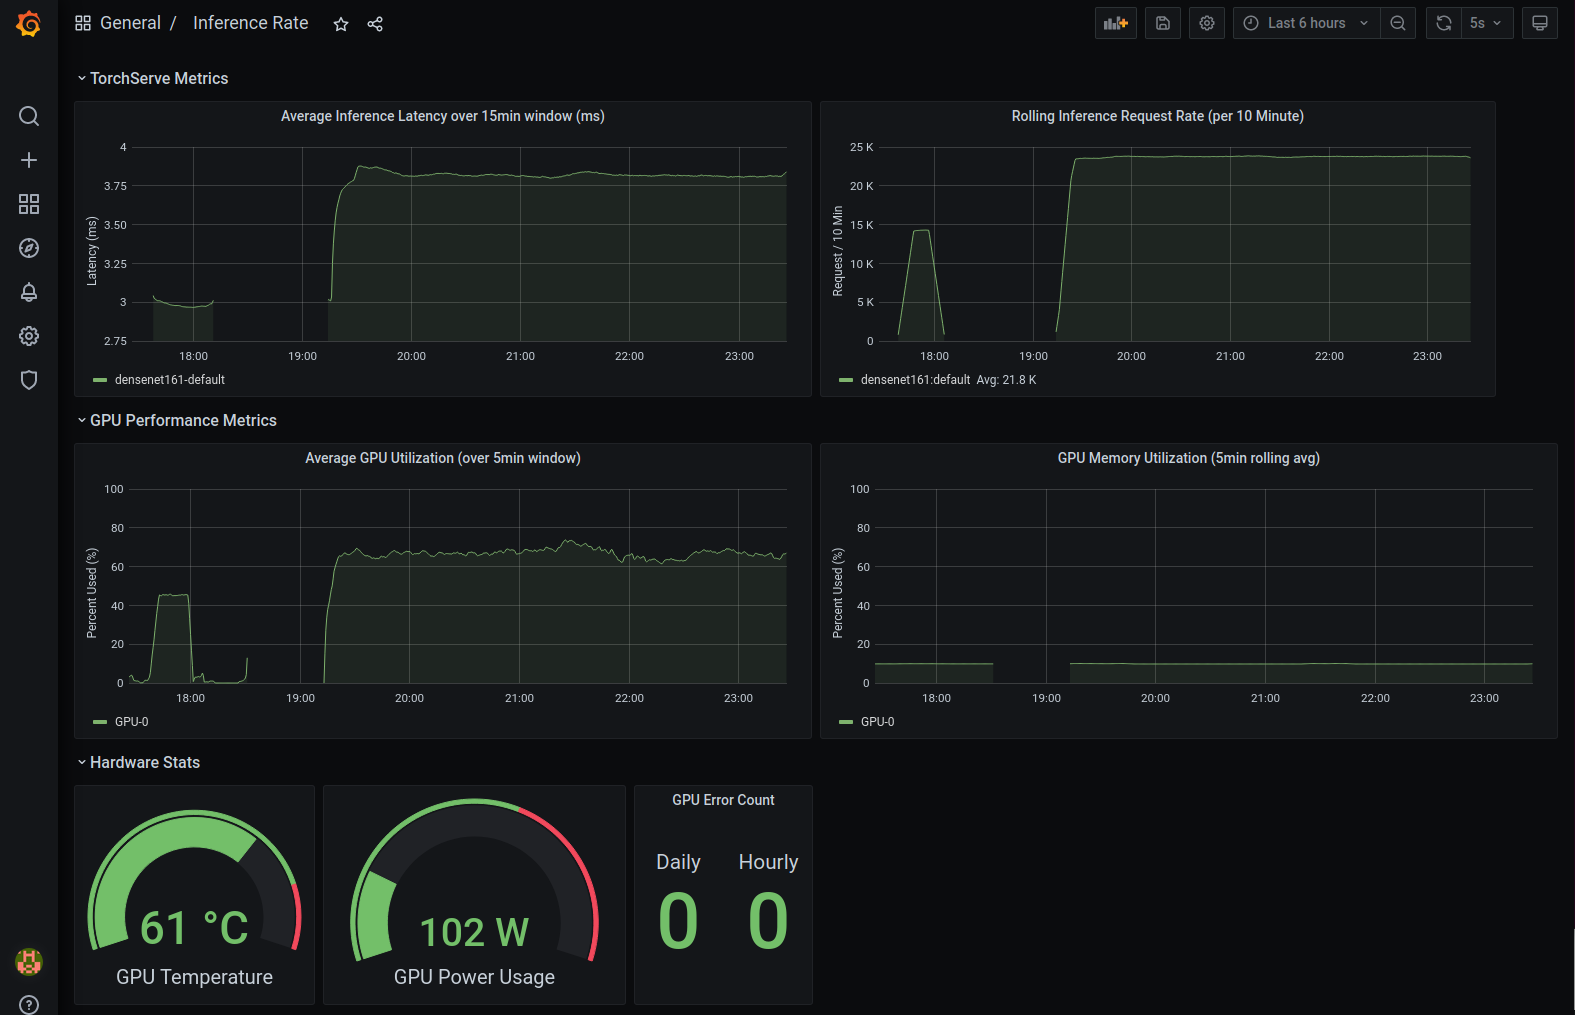 General / Inference Rate
Last 6 hours
5s
TorchServe Metrics
Average Inference Latency over 15min window (ms)
Latency (ms)
4
3.75
3.50
3.25
3
2.75
18:00 19:00 20:00 21:00 22:00 23:00
densenet161-default
Rolling Inference Request Rate (per 10 Minute)
Request / 10 Min
25 K
20 K
15 K
10 K
5 K
0
18:00 19:00 20:00 21:00 22:00 23:00
densenet161:default Avg: 21.8 K
GPU Performance Metrics
Average GPU Utilization (over 5min window)
Percent Used (%)
100
80
60
40
20
0
18:00 19:00 20:00 21:00 22:00 23:00
GPU-0
GPU Memory Utilization (5min rolling avg)
Percent Used (%)
100
80
60
40
20
0
18:00 19:00 20:00 21:00 22:00 23:00
GPU-0
Hardware Stats
61 °C
GPU Temperature
102 W
GPU Power Usage
GPU Error Count
Daily Hourly
0 0